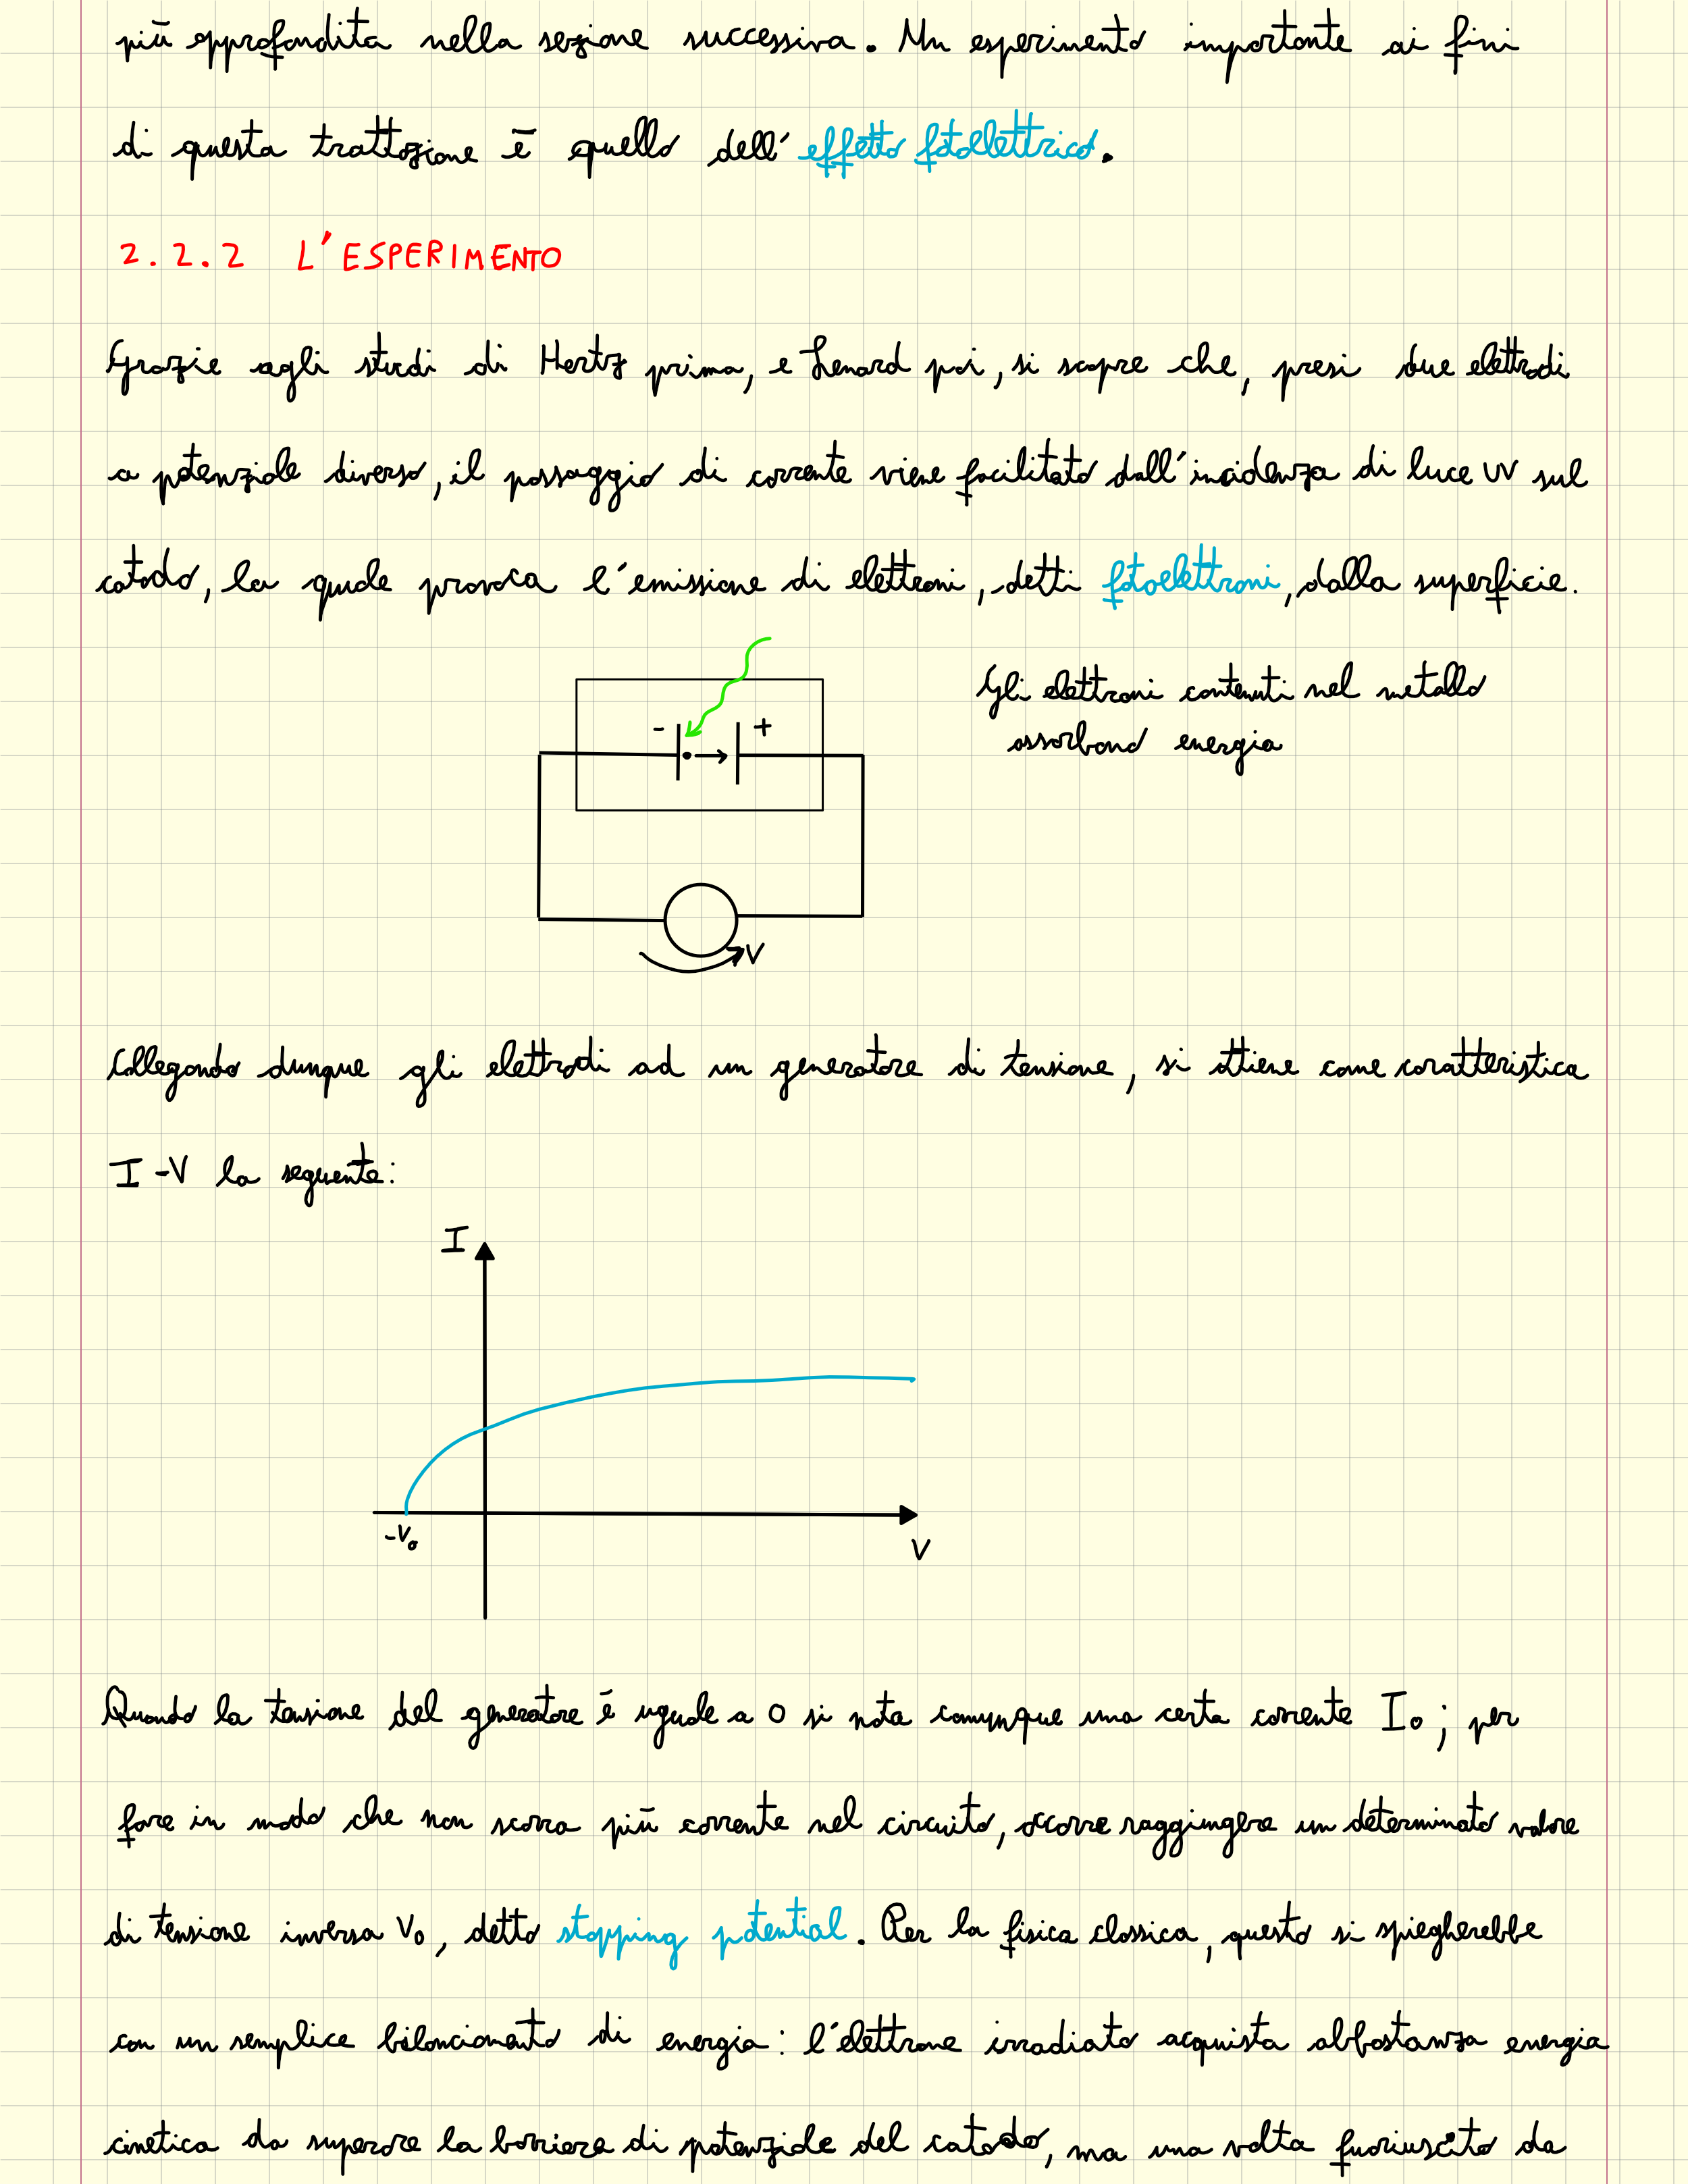 più approfondita nella sezione successiva. Un esperimento importante ai fini
di questa trattazione è quello dell'effetto fotoelettrico.
2.2.2 L'ESPERIMENTO
Grazie agli studi di Hertz prima, e Lenard poi, si scopre che, presi due elettrodi
a potenziale diverso, il passaggio di corrente viene facilitato dall'incidenza di luce UV sul
catodo, la quale provoca l'emissione di elettroni, detti fotoelettroni, dalla superficie.
Gli elettroni contenuti nel metallo
assorbono energia
- +
V
Collegando dunque gli elettrodi ad un generatore di tensione, si ottiene come caratteristica
I-V la seguente:
I
-V₀
V
Quando la tensione del generatore è uguale a 0 si nota comunque una certa corrente I₀; per
fare in modo che non scorra più corrente nel circuito, occorre raggiungere un determinato valore
di tensione inversa V₀, detto stopping potential. Per la fisica classica, questo si spiegherebbe
con un semplice bilanciamento di energia: l'elettrone irradiato acquista abbastanza energia
cinetica da superare la barriera di potenziale del catodo, ma una volta fuoriuscito da